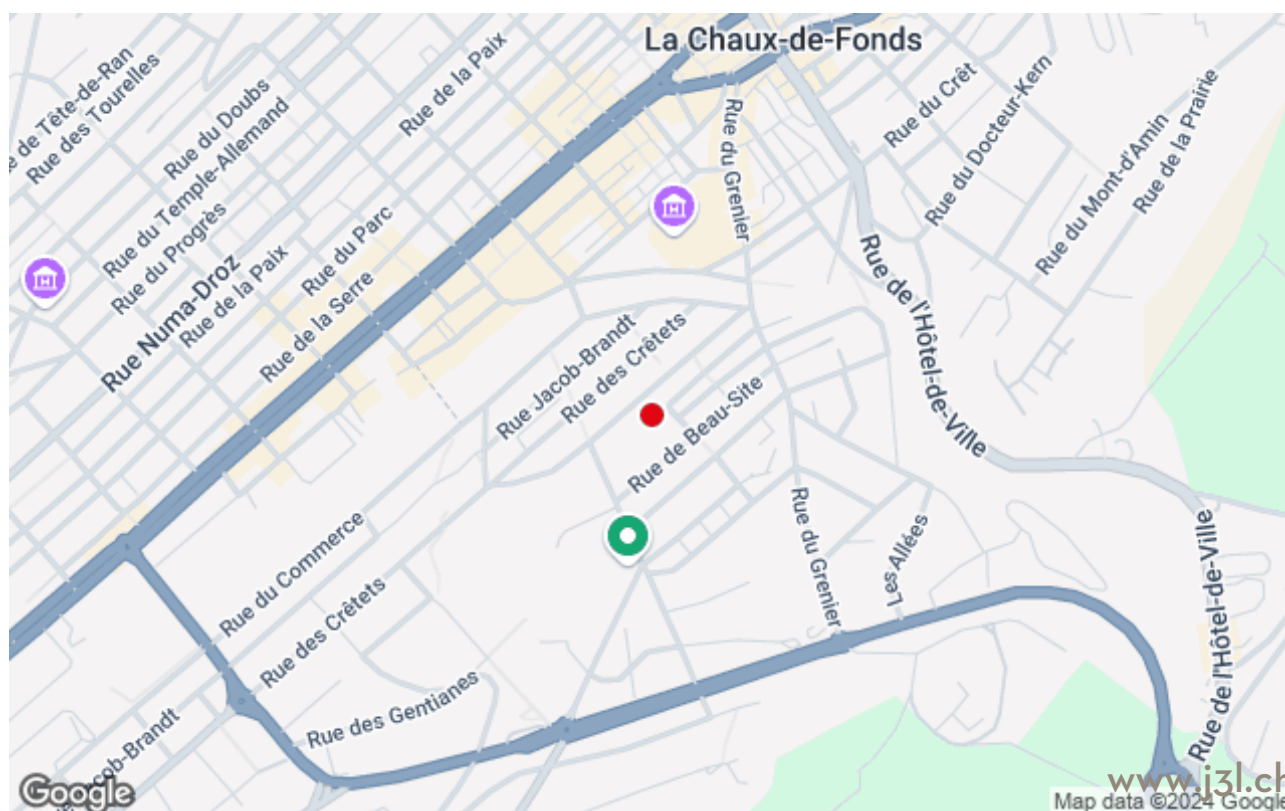 La Chaux-de-Fonds
Rue de la Paix
Rue du Crêt
Rue du Docteur-Kern
e de Tête-de-Ran
Rue des Tourelles
Rue du Doubs
Rue du Temple-Allemand
Rue du Grenier
Rue de la Prairie
Rue du Mont-d'Amin
Rue du Progrès
Rue du Parc
Rue de la Paix
Rue Numa-Droz
Rue de la Serre
Rue de l'Hôtel-de-Ville
Rue Jacob-Brandt
Rue des Crêtets
Rue de Beau-Site
Rue du Commerce
Rue du Grenier
Les Allées
Rue de l'Hôtel-de-Ville
Rue des Crêtets
Rue des Gentianes
Jacob-Brandt
Google
www.j3l.ch
Map data ©2024 Google